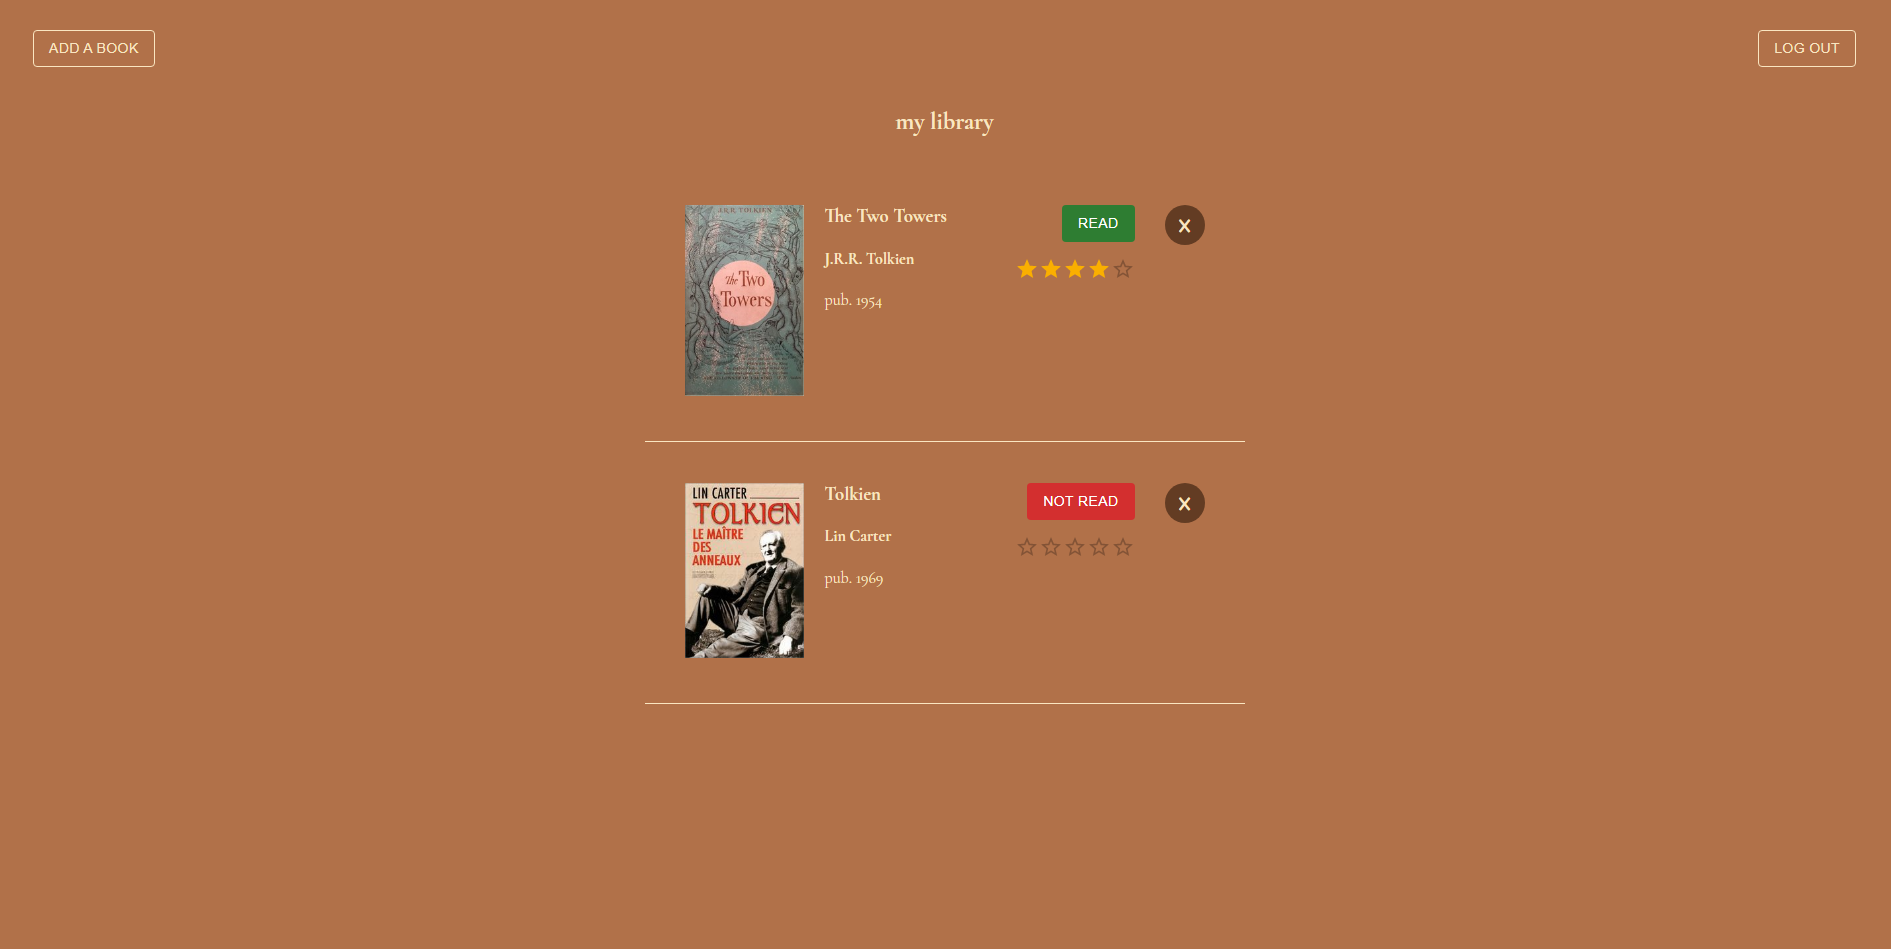 ADD A BOOK
LOG OUT
my library
J.R.R. TOLKIEN
The Two
Towers
The Two Towers
J.R.R. Tolkien
pub. 1954
READ
X
LIN CARTER
TOLKIEN
LE MAÎTRE
DES
ANNEAUX
Tolkien
Lin Carter
pub. 1969
NOT READ
X